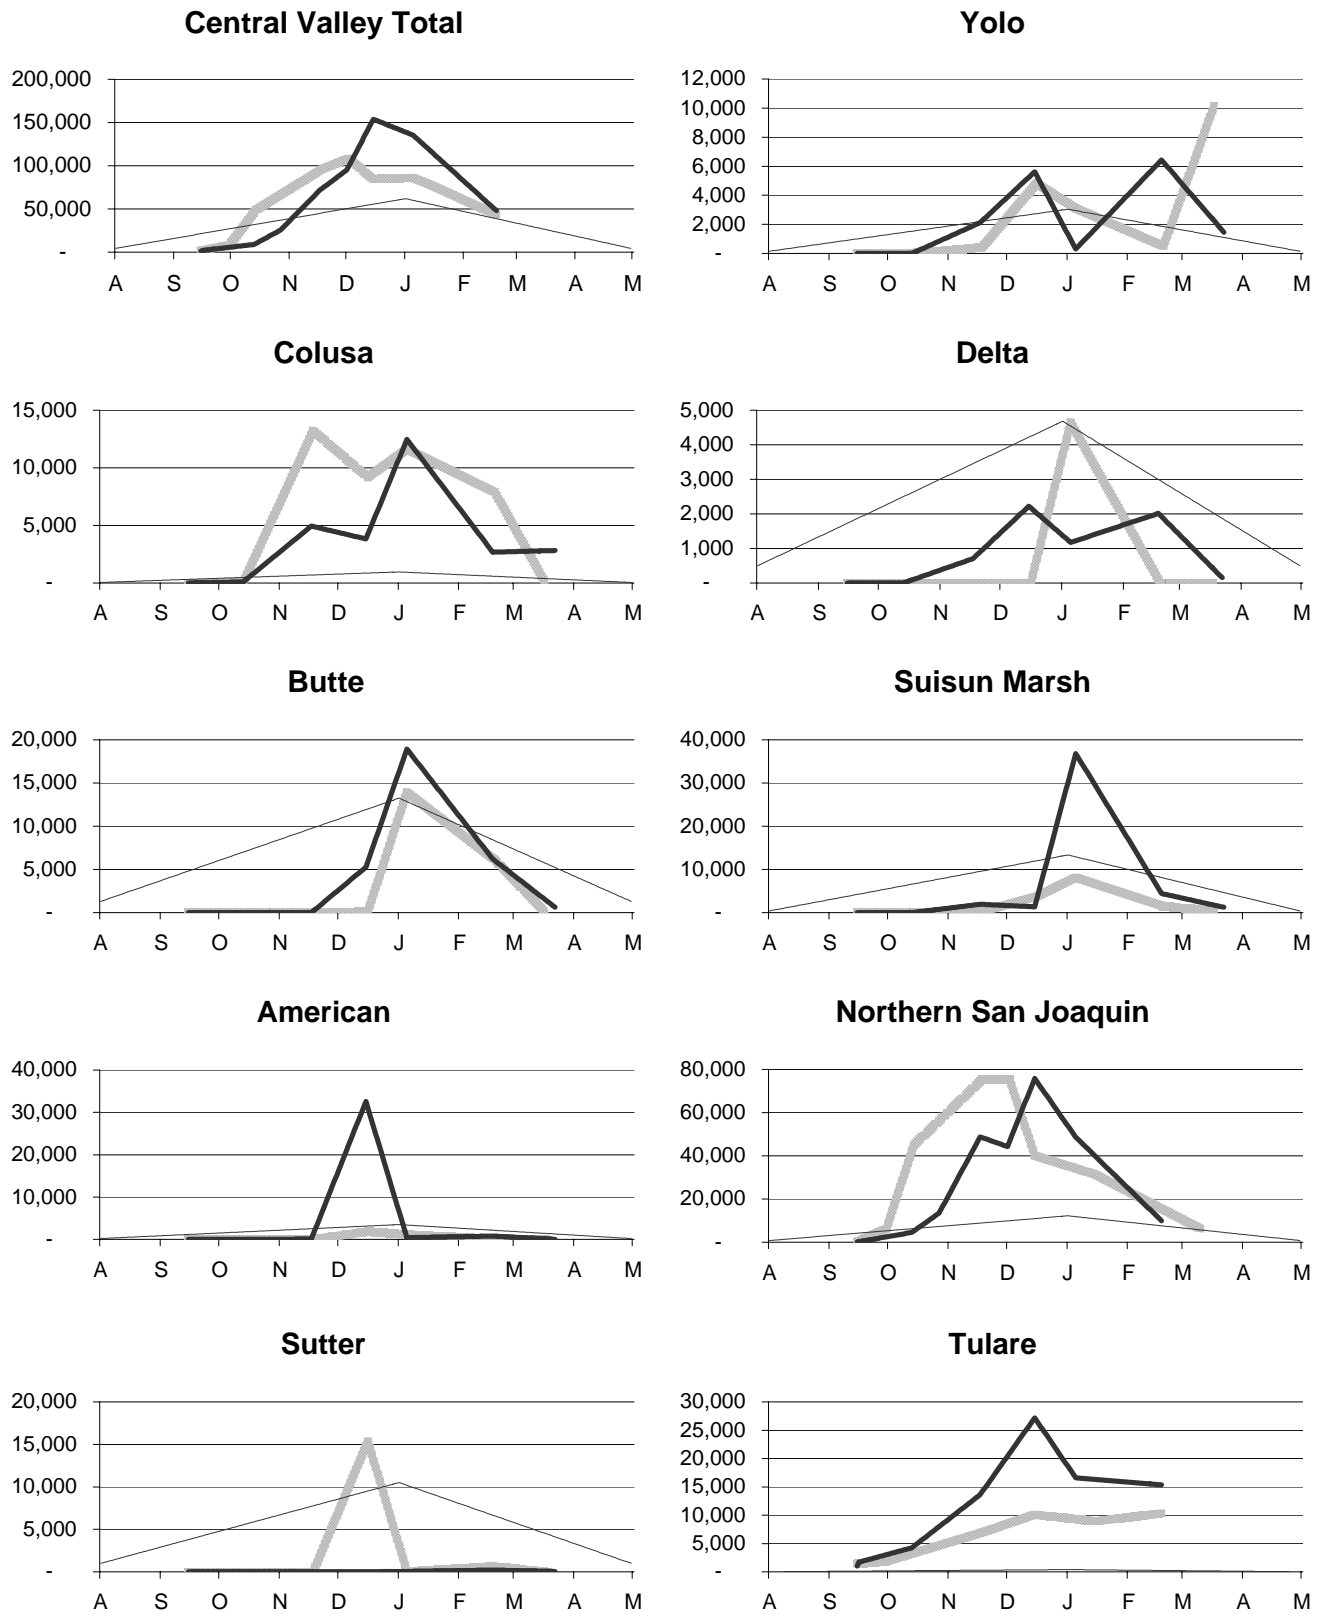 Central Valley Total
200,000
150,000
100,000
50,000
-
A S O N D J F M A M
Yolo
12,000
10,000
8,000
6,000
4,000
2,000
-
A S O N D J F M A M
Colusa
15,000
10,000
5,000
-
A S O N D J F M A M
Delta
5,000
4,000
3,000
2,000
1,000
-
A S O N D J F M A M
Butte
20,000
15,000
10,000
5,000
-
A S O N D J F M A M
Suisun Marsh
40,000
30,000
20,000
10,000
-
A S O N D J F M A M
American
40,000
30,000
20,000
10,000
-
A S O N D J F M A M
Northern San Joaquin
80,000
60,000
40,000
20,000
-
A S O N D J F M A M
Sutter
20,000
15,000
10,000
5,000
-
A S O N D J F M A M
Tulare
30,000
25,000
20,000
15,000
10,000
5,000
-
A S O N D J F M A M